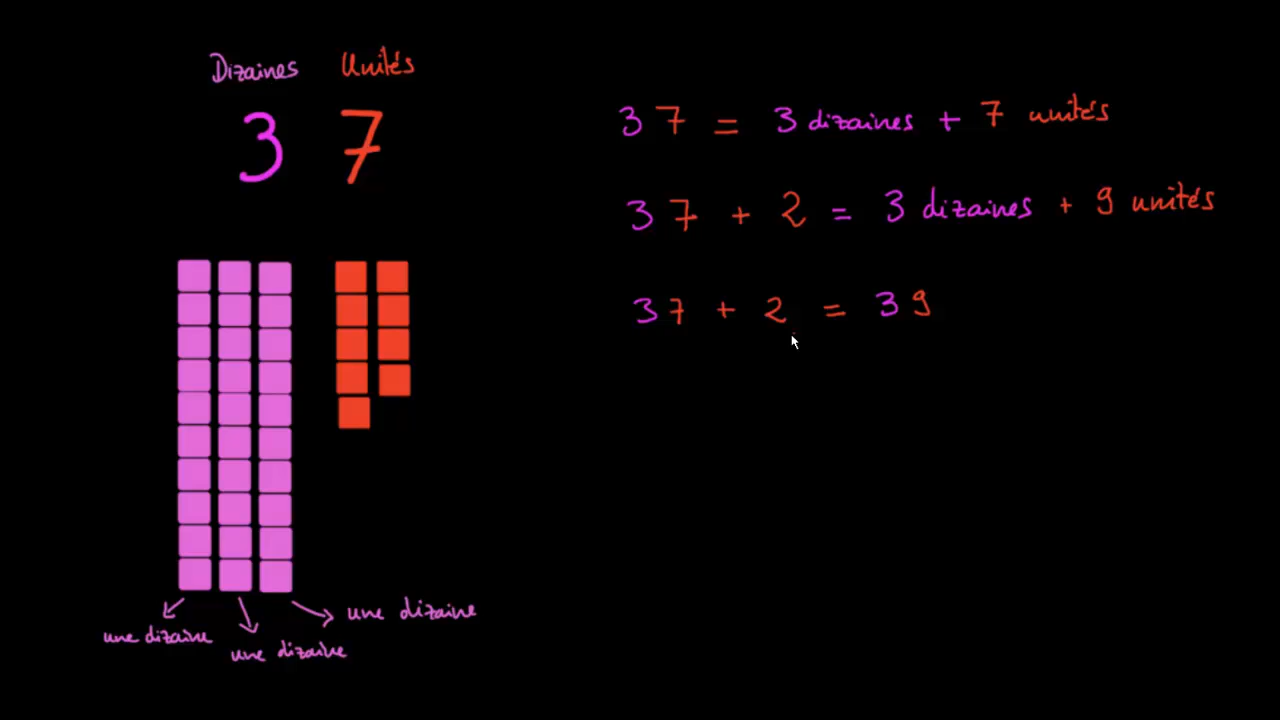 Dizaines Unités
3 7
37 = 3 dizaines + 7 unités
37 + 2 = 3 dizaines + 9 unités
37 + 2 = 39
une dizaine
une dizaine
une dizaine